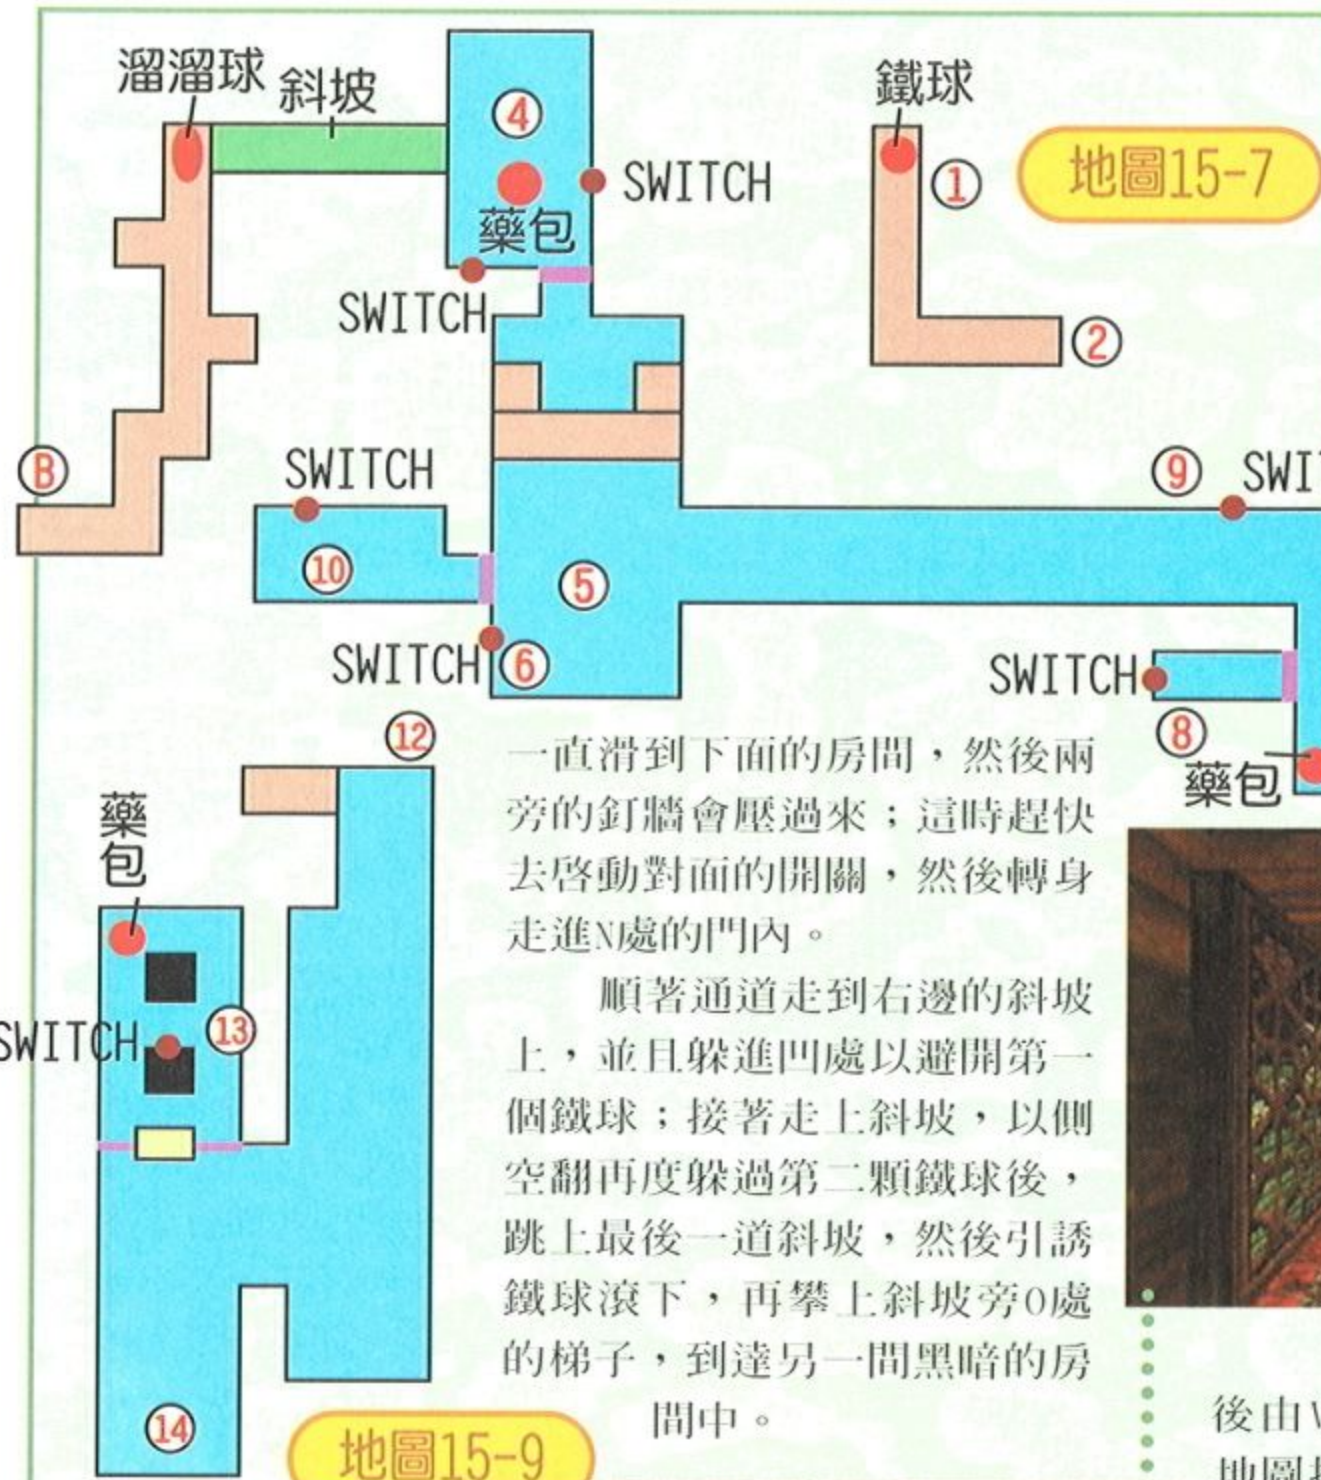 溜溜球
斜坡
④
鐵球
地圖15-7
①
SWITCH
藥包
SWITCH
②
Ⓑ
SWITCH
⑨
⑩
⑤
SWITCH
⑥
SWITCH
⑧
藥包
⑫
藥包
SWITCH
⑬
⑭
地圖15-9
一直滑到下面的房間，然後兩
旁的釘牆會壓過來；這時趕快
去啓動對面的開關，然後轉身
走進N處的門內。
順著通道走到右邊的斜坡
上，並且躲進凹處以避開第一
個鐵球；接著走上斜坡，以側
空翻再度躲過第二顆鐵球後，
跳上最後一道斜坡，然後引誘
鐵球滾下，再攀上斜坡旁O處
的梯子，到達另一間黑暗的房
間中。
後由